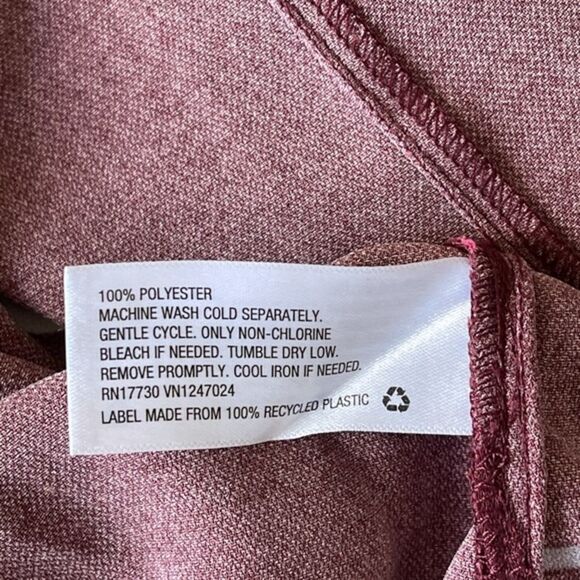 100% POLYESTER
MACHINE WASH COLD SEPARATELY.
GENTLE CYCLE. ONLY NON-CHLORINE
BLEACH IF NEEDED. TUMBLE DRY LOW.
REMOVE PROMPTLY. COOL IRON IF NEEDED.
RN17730 VN1247024
LABEL MADE FROM 100% RECYCLED PLASTIC